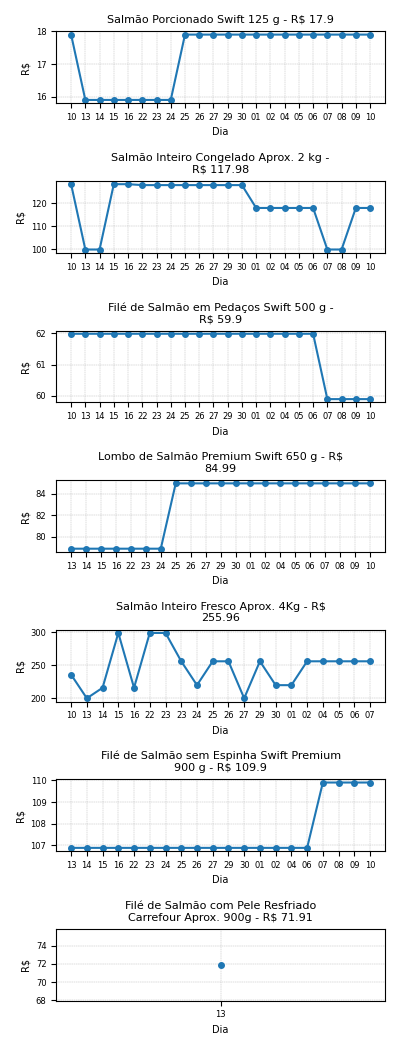 Salmão Porcionado Swift 125 g - R$ 17.9
18
17
16
R$
10 13 14 15 16 22 23 24 25 26 27 29 30 01 02 04 05 06 07 08 09 10
Dia
Salmão Inteiro Congelado Aprox. 2 kg -
R$ 117.98
120
110
100
R$
10 13 14 15 16 22 23 24 25 26 27 29 30 01 02 04 05 06 07 08 09 10
Dia
Filé de Salmão em Pedaços Swift 500 g -
R$ 59.9
62
61
60
R$
10 13 14 15 16 22 23 24 25 26 27 29 30 01 02 04 05 06 07 08 09 10
Dia
Lombo de Salmão Premium Swift 650 g - R$
84.99
84
82
80
R$
13 14 15 16 22 23 24 25 26 27 29 30 01 02 04 05 06 07 08 09 10
Dia
Salmão Inteiro Fresco Aprox. 4Kg - R$
255.96
300
250
200
R$
10 13 14 15 16 22 23 23 24 25 26 27 29 30 01 02 04 05 06 07
Dia
Filé de Salmão sem Espinha Swift Premium
900 g - R$ 109.9
110
109
108
107
R$
13 14 15 16 22 23 24 25 26 27 29 30 01 02 04 05 06 07 08 09 10
Dia
Filé de Salmão com Pele Resfriado
Carrefour Aprox. 900g - R$ 71.91
74
72
70
68
R$
13
Dia